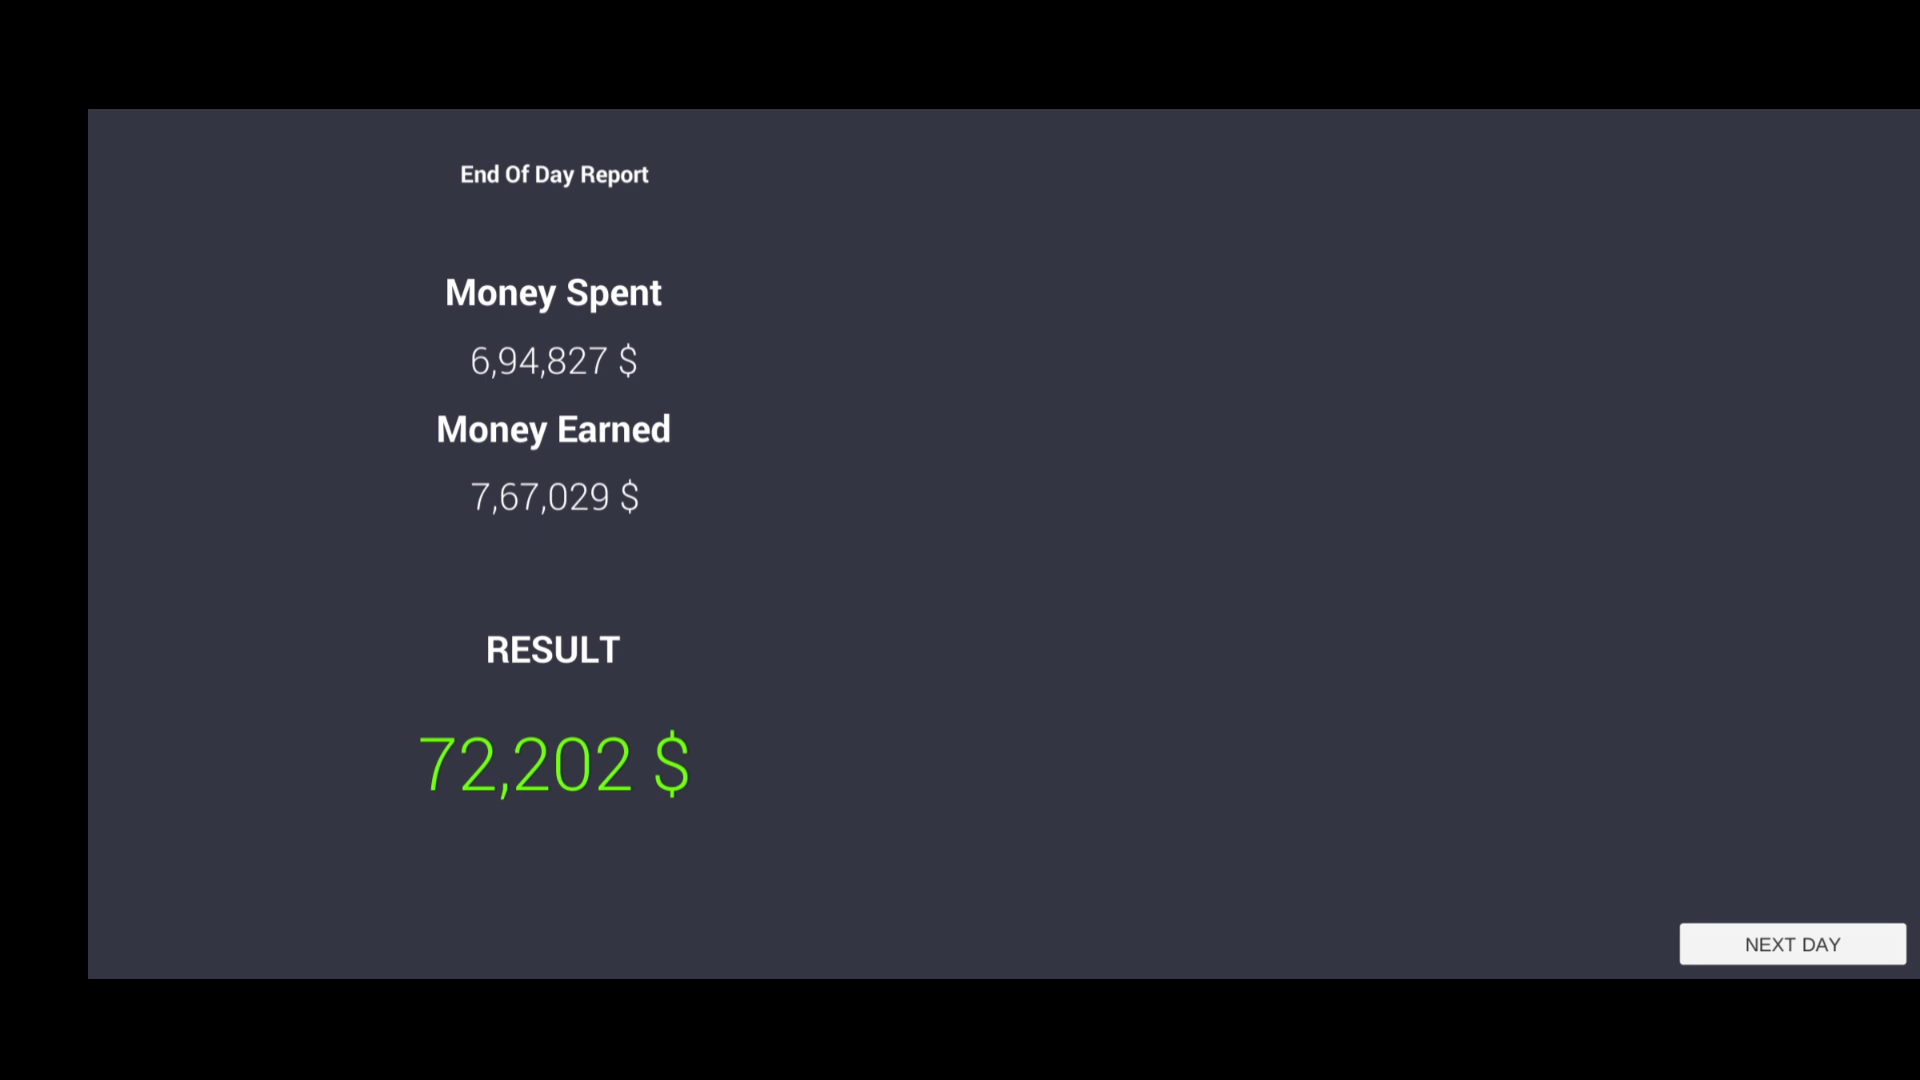 End Of Day Report
Money Spent
6,94,827 $
Money Earned
7,67,029 $
RESULT
72,202 $
NEXT DAY